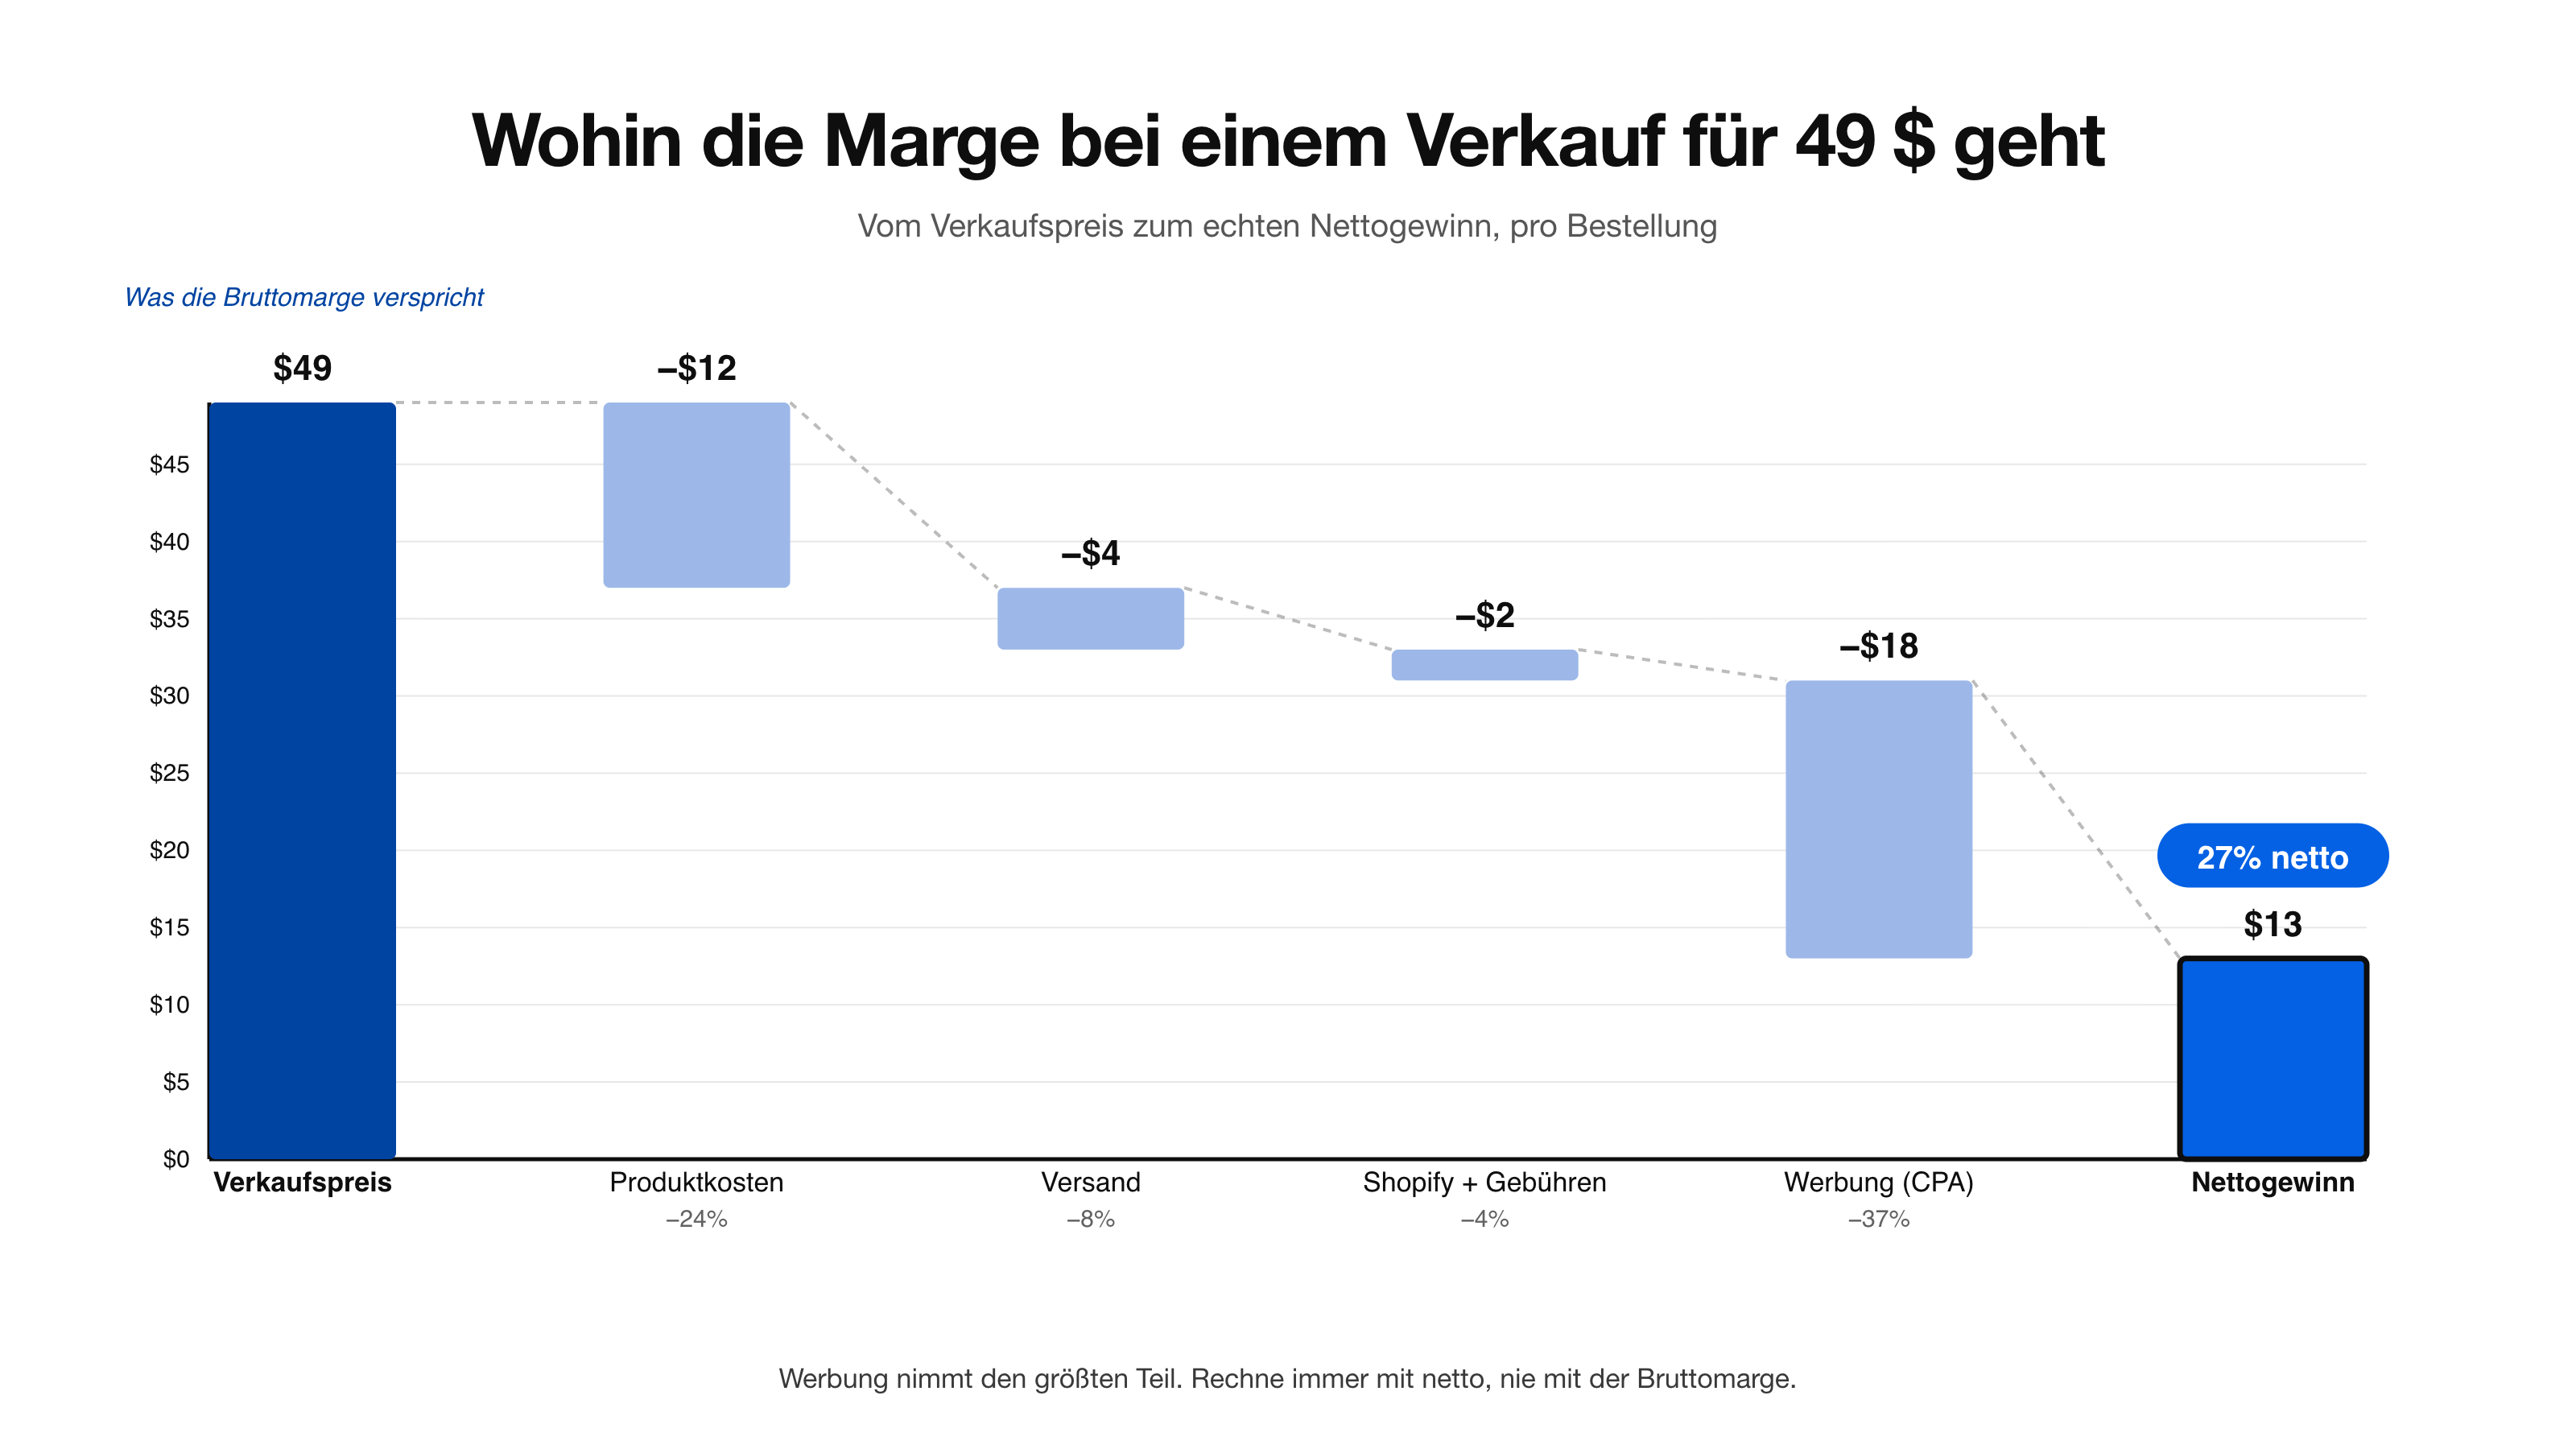 Wohin die Marge bei einem Verkauf für 49 $ geht
Vom Verkaufspreis zum echten Nettogewinn, pro Bestellung
Was die Bruttomarge verspricht
$49
–$12
–$4
–$2
–$18
27% netto
$13
$45
$40
$35
$30
$25
$20
$15
$10
$5
$0
Verkaufspreis
Produktkosten
–24%
Versand
–8%
Shopify + Gebühren
–4%
Werbung (CPA)
–37%
Nettogewinn
Werbung nimmt den größten Teil. Rechne immer mit netto, nie mit der Bruttomarge.